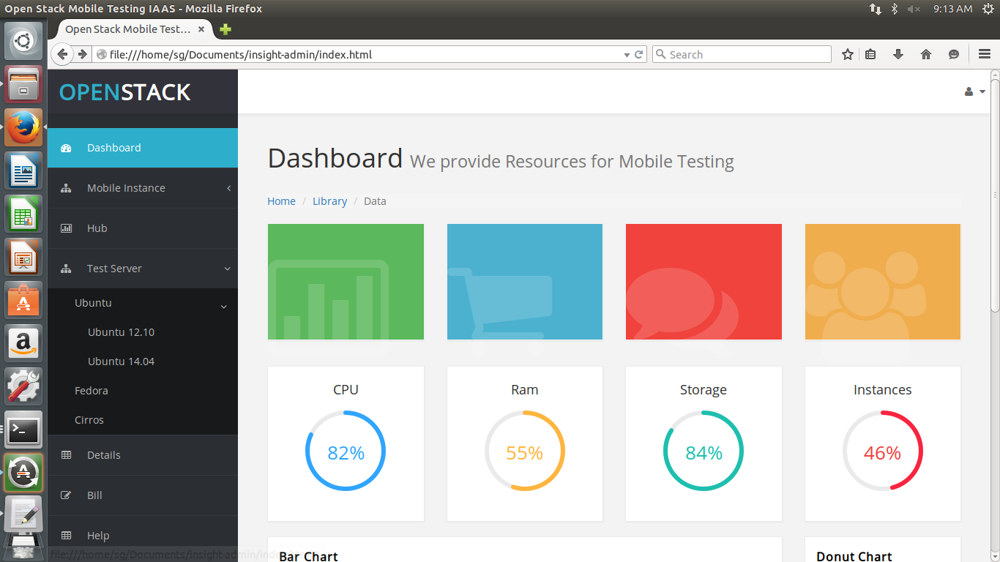 Open Stack Mobile Testing IAAS - Mozilla Firefox
9:13 AM
Open Stack Mobile Test...
file:///home/sg/Documents/insight-admin/index.html
Search
OPENSTACK
Dashboard
Mobile Instance
Hub
Test Server
Ubuntu
Ubuntu 12.10
Ubuntu 14.04
Fedora
Cirros
Details
Bill
Help
file:///home/sg/Documents/insight-admin/inde
Dashboard We provide Resources for Mobile Testing
Home / Library / Data
CPU
82%
Ram
55%
Storage
84%
Instances
46%
Bar Chart
Donut Chart